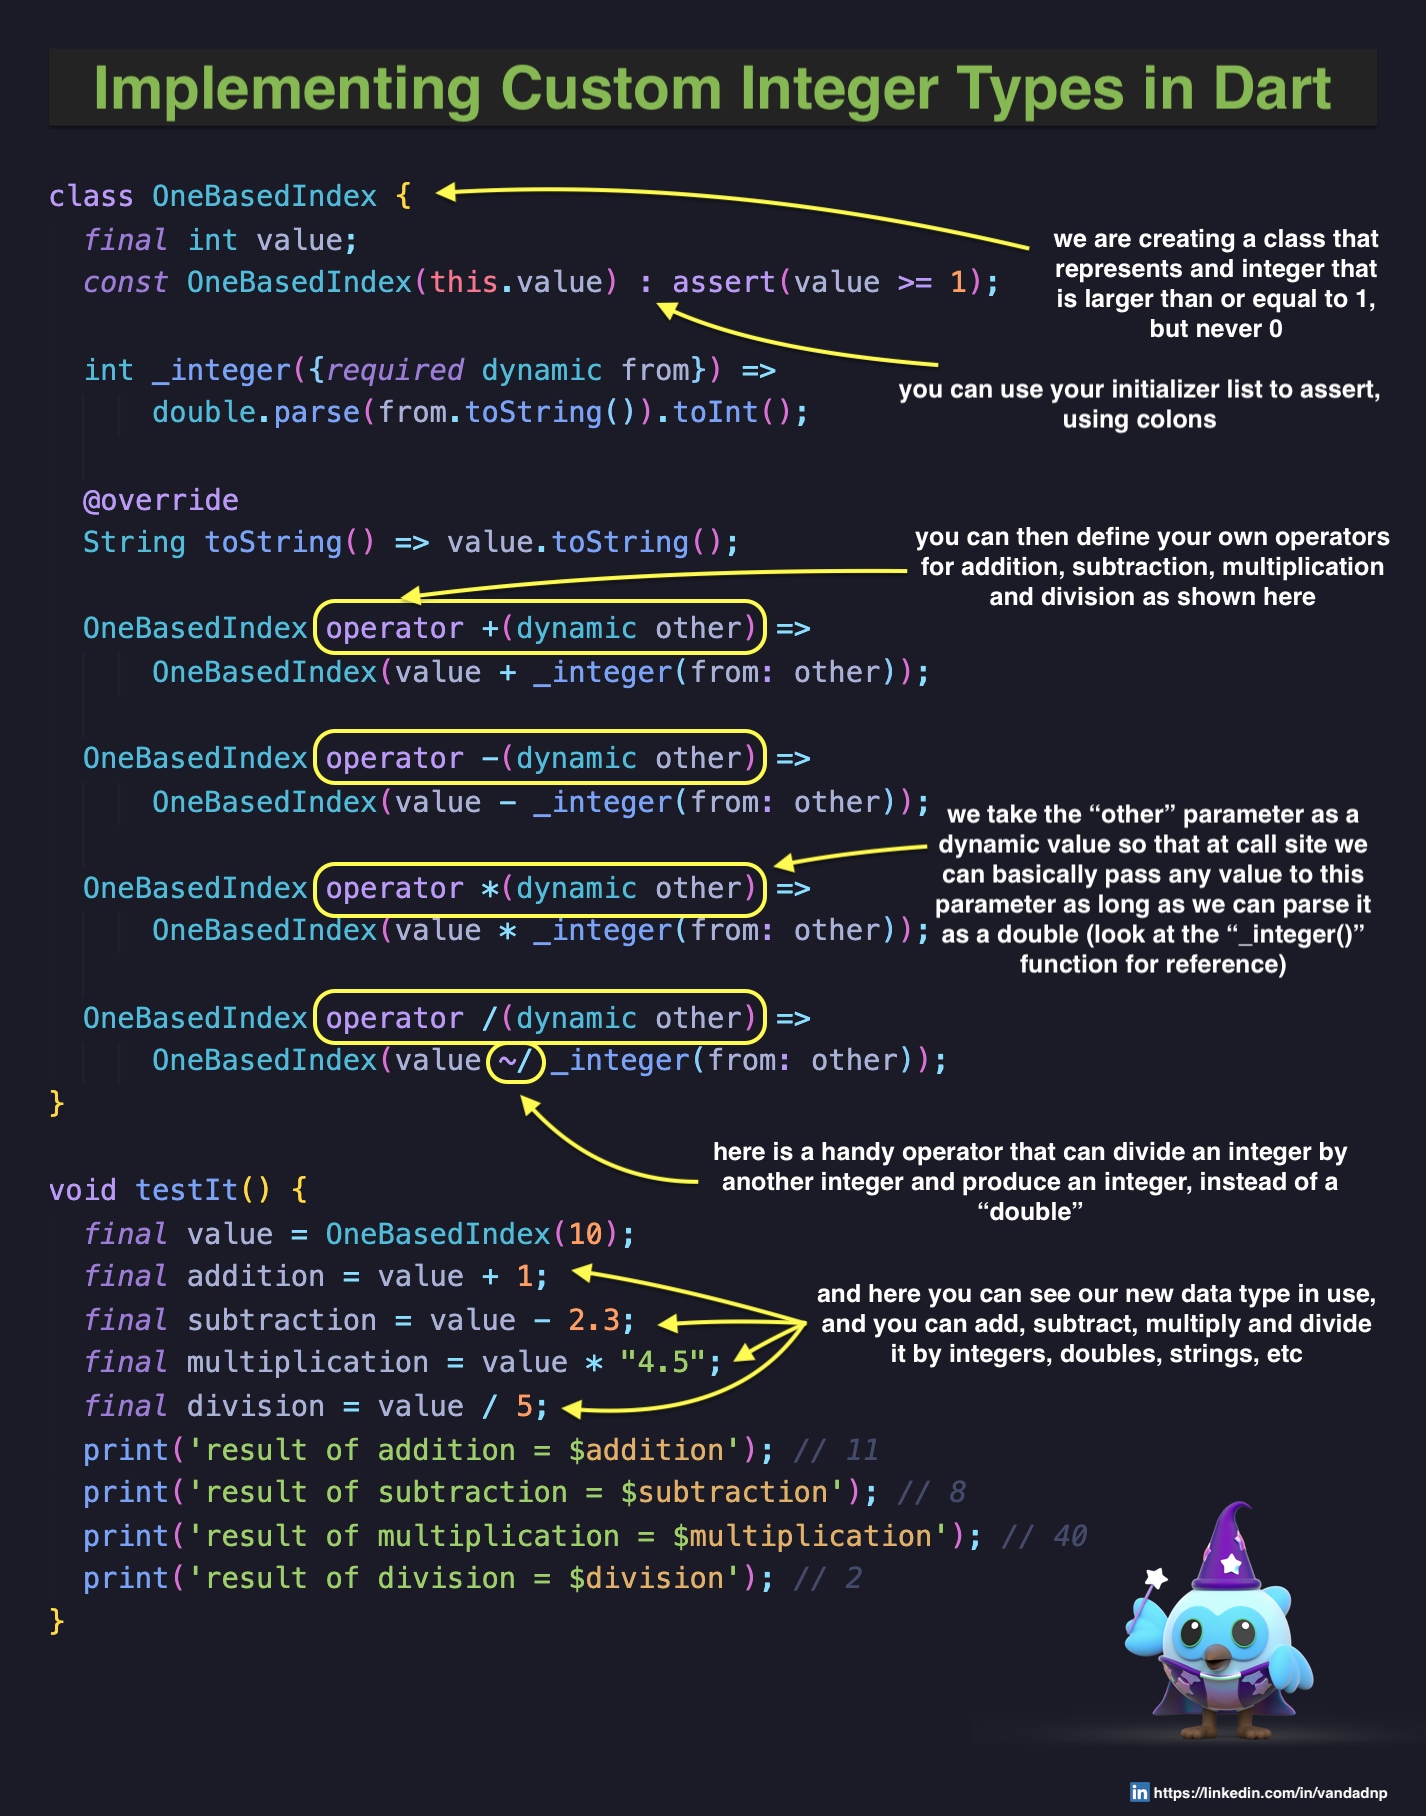 Implementing Custom Integer Types in Dart
class OneBasedIndex {
  final int value;
  const OneBasedIndex(this.value) : assert(value >= 1);
we are creating a class that
represents and integer that
is larger than or equal to 1,
but never 0
you can use your initializer list to assert,
using colons
  int _integer({required dynamic from}) =>
      double.parse(from.toString()).toInt();
  @override
  String toString() => value.toString();
you can then define your own operators
for addition, subtraction, multiplication
and division as shown here
  OneBasedIndex operator +(dynamic other) =>
      OneBasedIndex(value + _integer(from: other));
  OneBasedIndex operator -(dynamic other) =>
      OneBasedIndex(value - _integer(from: other));
  OneBasedIndex operator *(dynamic other) =>
      OneBasedIndex(value * _integer(from: other));
we take the “other” parameter as a
dynamic value so that at call site we
can basically pass any value to this
parameter as long as we can parse it
as a double (look at the “_integer()”
function for reference)
  OneBasedIndex operator /(dynamic other) =>
      OneBasedIndex(value ~/ _integer(from: other));
}
here is a handy operator that can divide an integer by
another integer and produce an integer, instead of a
“double”
void testIt() {
  final value = OneBasedIndex(10);
  final addition = value + 1;
  final subtraction = value - 2.3;
  final multiplication = value * "4.5";
  final division = value / 5;
and here you can see our new data type in use,
and you can add, subtract, multiply and divide
it by integers, doubles, strings, etc
  print('result of addition = $addition'); // 11
  print('result of subtraction = $subtraction'); // 8
  print('result of multiplication = $multiplication'); // 40
  print('result of division = $division'); // 2
}
in https://linkedin.com/in/vandadnp